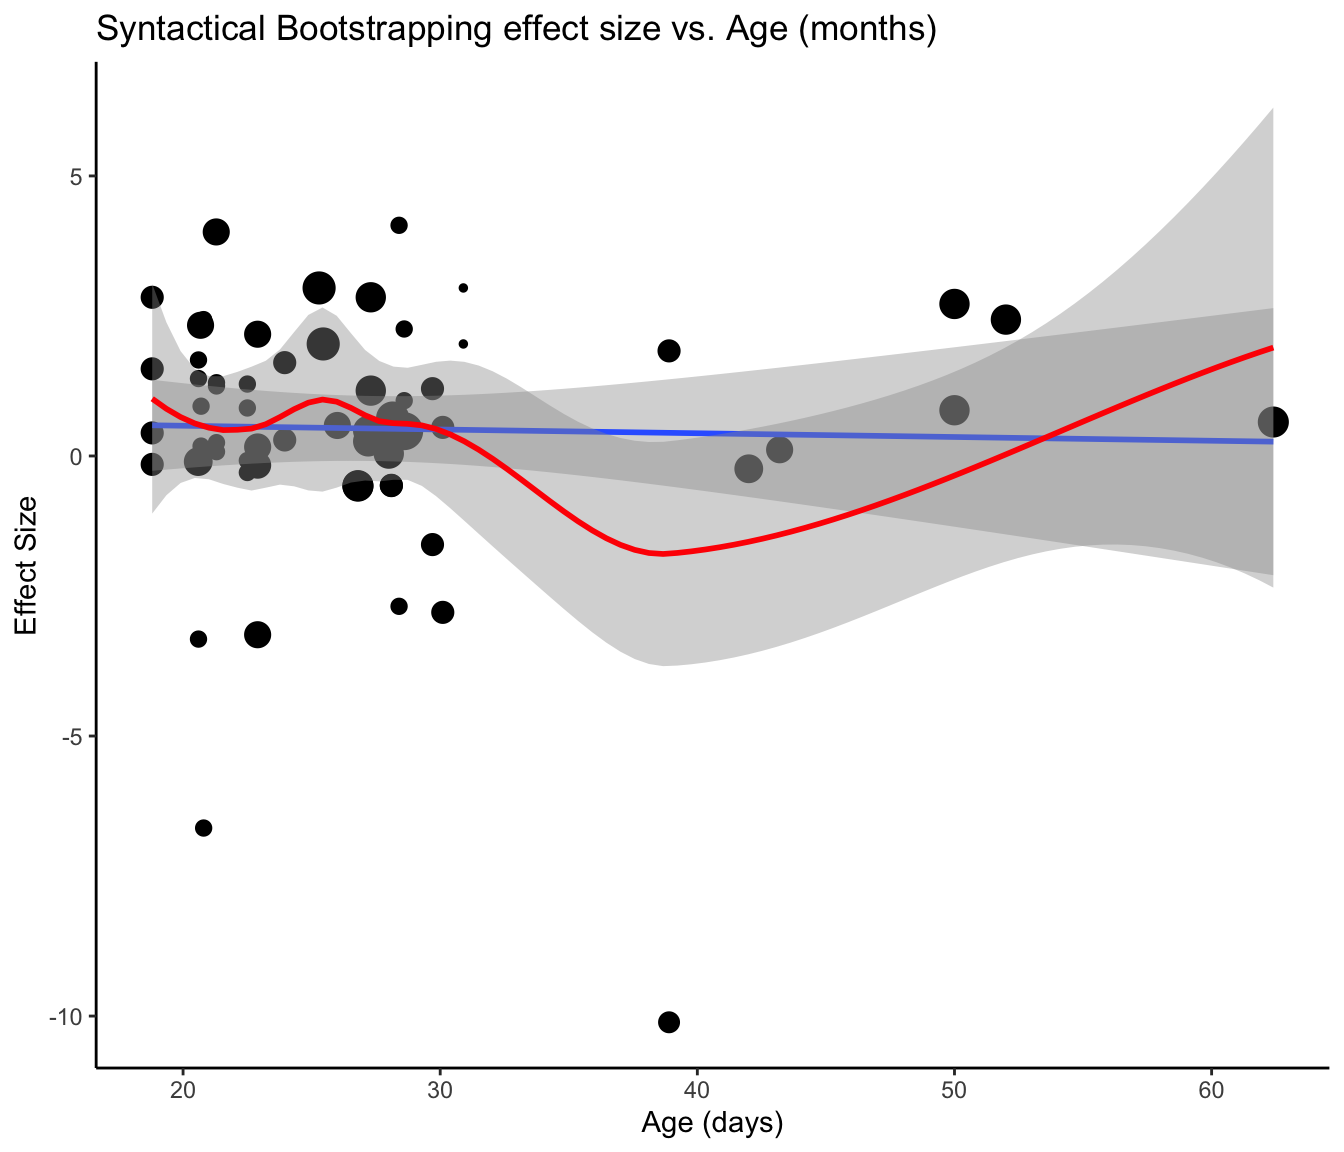 Syntactical Bootstrapping effect size vs. Age (months)
Effect Size
5
0
-5
-10
20 30 40 50 60
Age (days)